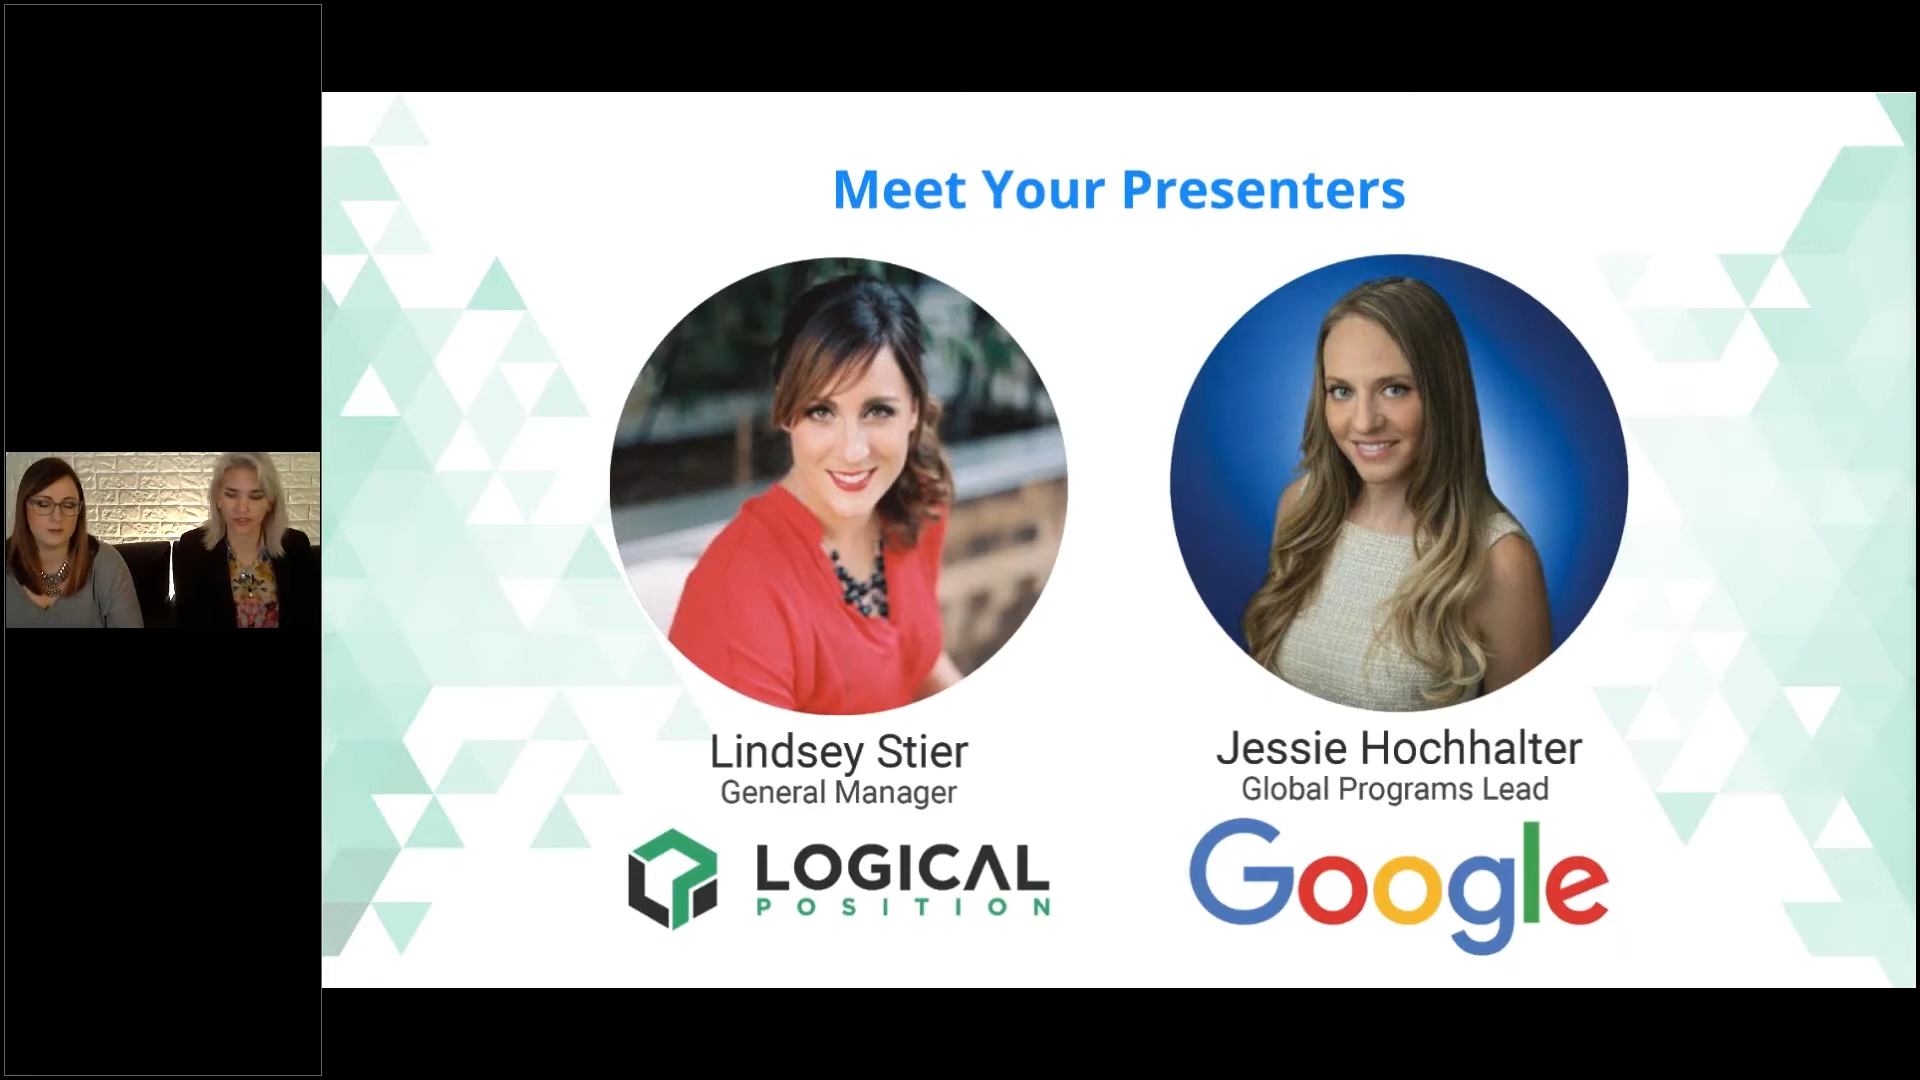 Meet Your Presenters
Lindsey Stier
General Manager
LOGICAL
POSITION
Jessie Hochhalter
Global Programs Lead
Google